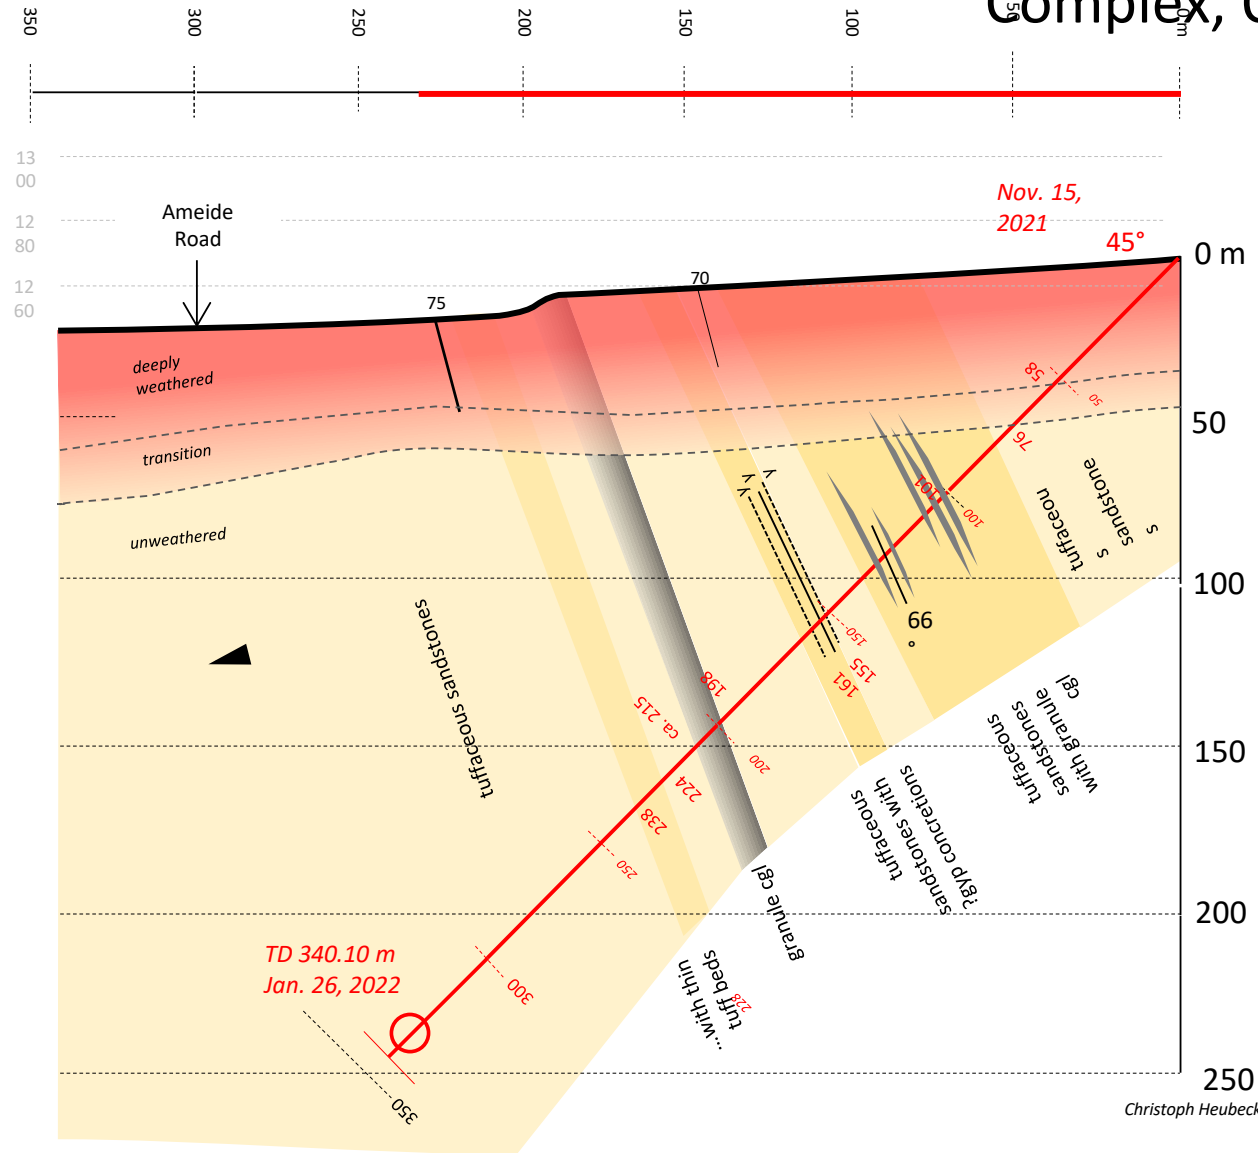 Complex,
350
250
200
150
100
50
0 m
13
00
12
80
12
60
Ameide
Road
Nov. 15,
2021
45°
0 m
75
70
deeply
weathered
transition
unweathered
58
50
76
50
101
100
tuffaceou
s
sandstone
s
Y
Y
66
°
100
150
155
161
tuffaceous sandstones
198
ca. 215
200
224
238
250
150
tuffaceous
sandstones
with granule
cgl
tuffaceous
sandstones with
?gyp concretions
granule cgl
200
...with thin
tuff beds
228
TD 340.10 m
Jan. 26, 2022
300
350
250
Christoph Heubeck